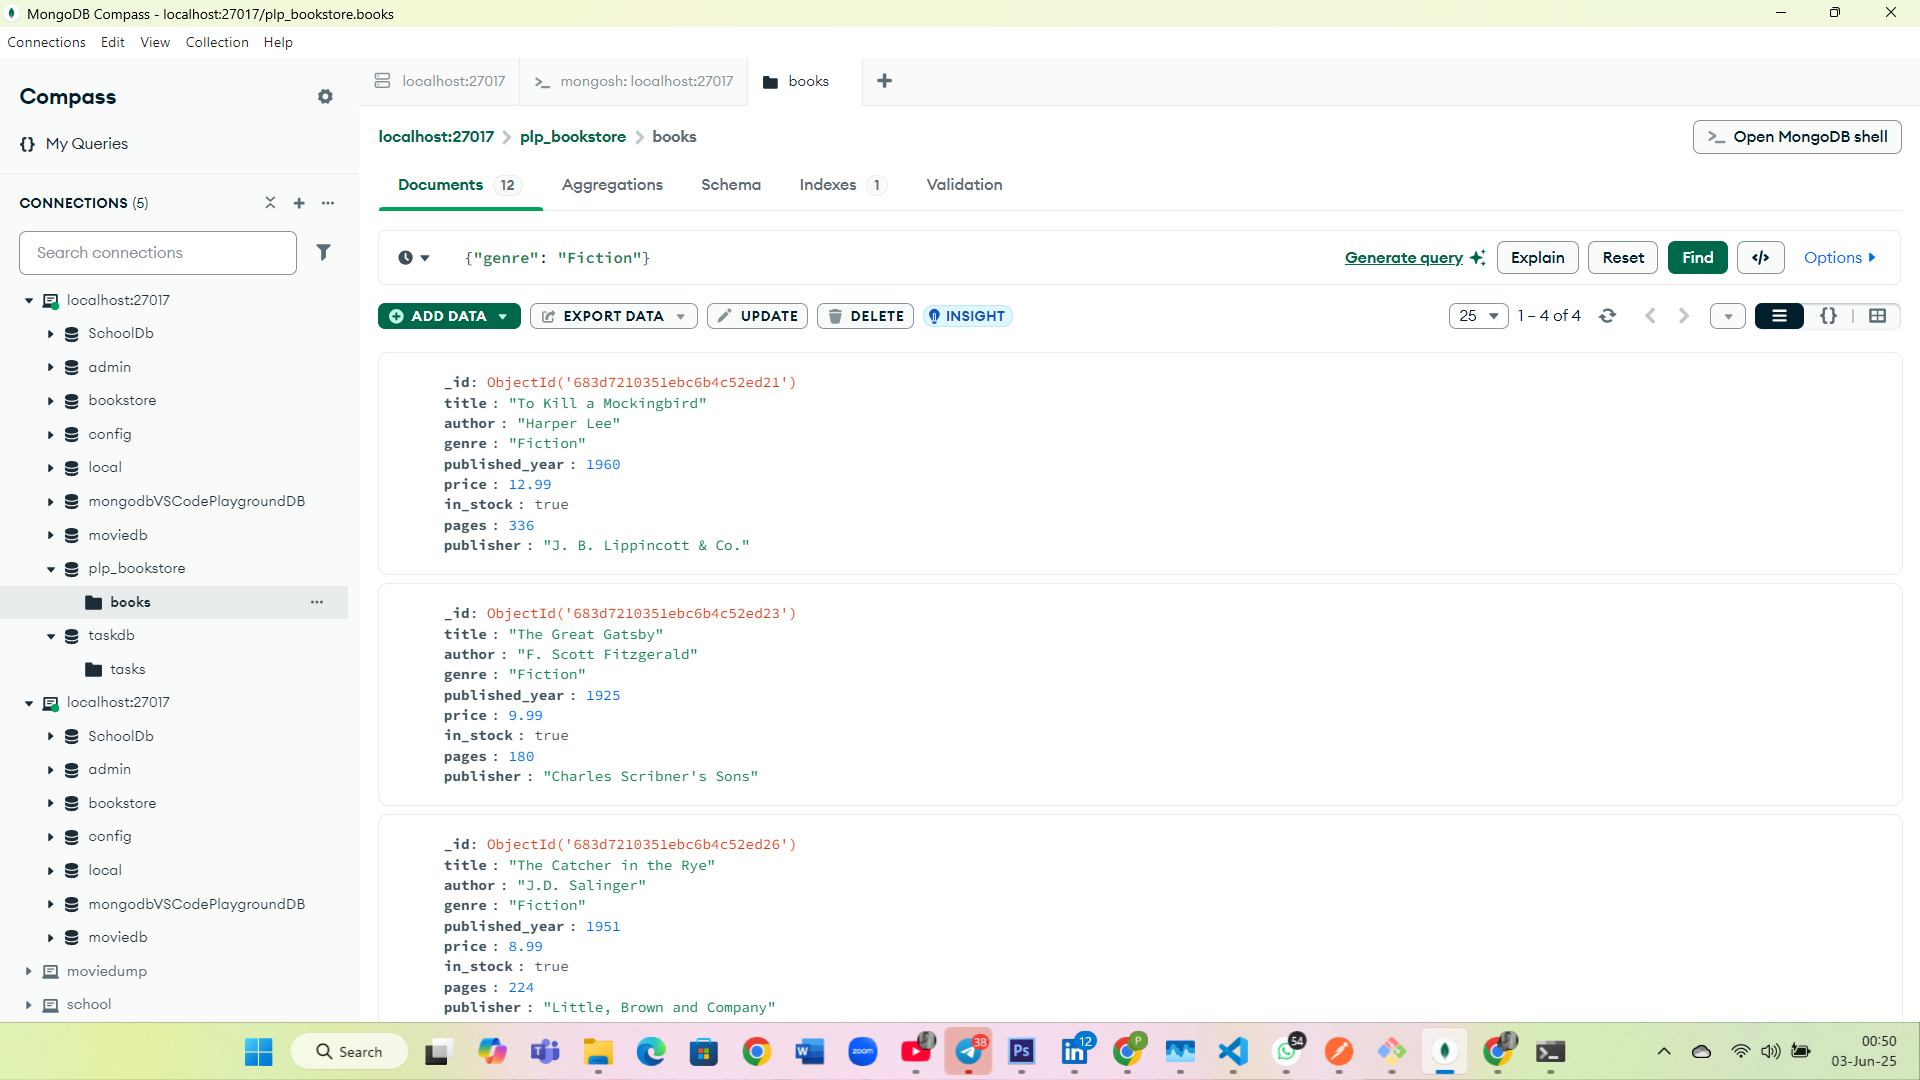 MongoDB Compass - localhost:27017/plp_bookstore.books
Connections Edit View Collection Help
Compass
{} My Queries
CONNECTIONS (5)
Search connections
localhost:27017
SchoolDb
admin
bookstore
config
local
mongodbVSCodePlaygroundDB
moviedb
plp_bookstore
books
taskdb
tasks
localhost:27017
SchoolDb
admin
bookstore
config
local
mongodbVSCodePlaygroundDB
moviedb
moviedump
school
localhost:27017 >_ mongosh: localhost:27017 books +
localhost:27017 > plp_bookstore > books
>_ Open MongoDB shell
Documents 12 Aggregations Schema Indexes 1 Validation
{"genre": "Fiction"}
Generate query Explain Reset Find </> Options
ADD DATA EXPORT DATA UPDATE DELETE INSIGHT
25 1 – 4 of 4 {}
_id: ObjectId('683d7210351ebc6b4c52ed21')
title : "To Kill a Mockingbird"
author : "Harper Lee"
genre : "Fiction"
published_year : 1960
price : 12.99
in_stock : true
pages : 336
publisher : "J. B. Lippincott & Co."
_id: ObjectId('683d7210351ebc6b4c52ed23')
title : "The Great Gatsby"
author : "F. Scott Fitzgerald"
genre : "Fiction"
published_year : 1925
price : 9.99
in_stock : true
pages : 180
publisher : "Charles Scribner's Sons"
_id: ObjectId('683d7210351ebc6b4c52ed26')
title : "The Catcher in the Rye"
author : "J.D. Salinger"
genre : "Fiction"
published_year : 1951
price : 8.99
in_stock : true
pages : 224
publisher : "Little, Brown and Company"
Search
zoom
38
Ps
12
P
54
00:50
03-Jun-25